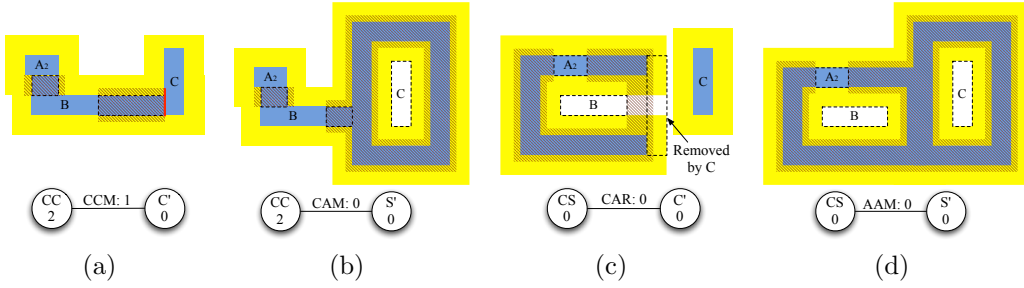 A2
B
C
CC
2
CCM: 1
C'
0
(a)
A2
B
C
CC
2
CAM: 0
S'
0
(b)
A2
B
C
Removed
by C
CS
0
CAR: 0
C'
0
(c)
A2
B
C
CS
0
AAM: 0
S'
0
(d)